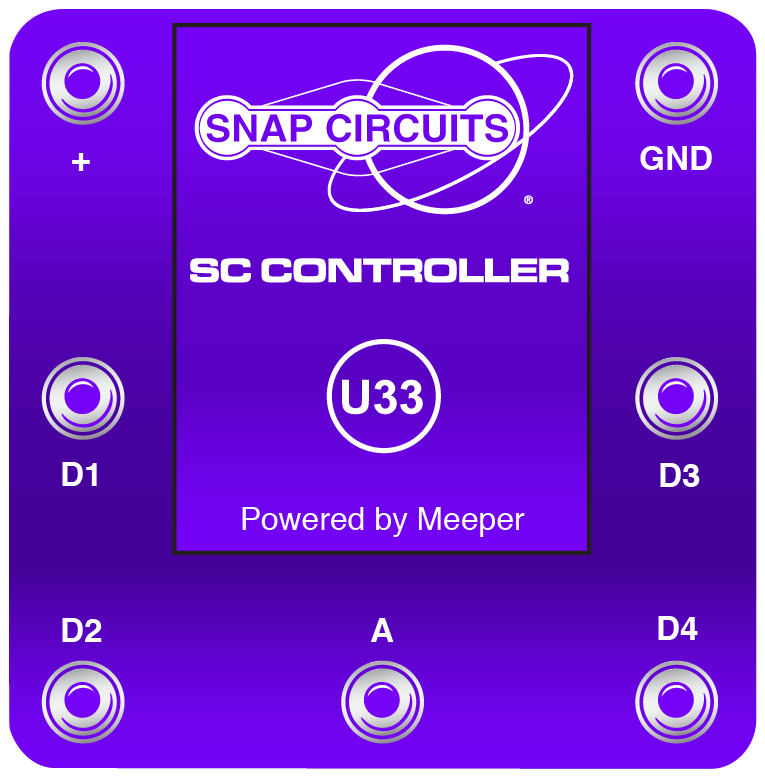 SNAP CIRCUITS
®
+
GND
SC CONTROLLER
U33
D1
D3
Powered by Meeper
D2
A
D4